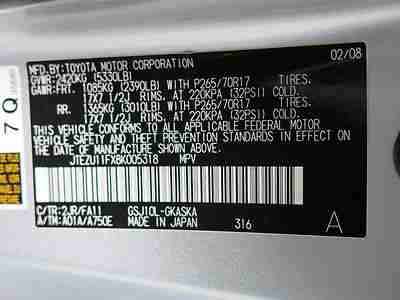 MFD.BY:TOYOTA MOTOR CORPORATION 02/08
GVWR:2420KG (5330LB)
GAWR:FRT. 1085KG (2390LB) WITH P265/70R17 TIRES.
17X7 1/2J RIMS, AT 220KPA (32PSI) COLD.
RR. 1365KG (3010LB) WITH P265/70R17 TIRES.
17X7 1/2J RIMS, AT 220KPA (32PSI) COLD.
THIS VEHICLE CONFORMS TO ALL APPLICABLE FEDERAL MOTOR
VEHICLE SAFETY AND THEFT PREVENTION STANDARDS IN EFFECT ON
THE DATE OF MANUFACTURE SHOWN ABOVE.
JTEZU11FX8K005318 MPV
C/TR:2JR/FA11 GSJ10L-GKASKA
A/TM:A01A/A750E MADE IN JAPAN 316 A
7 Q